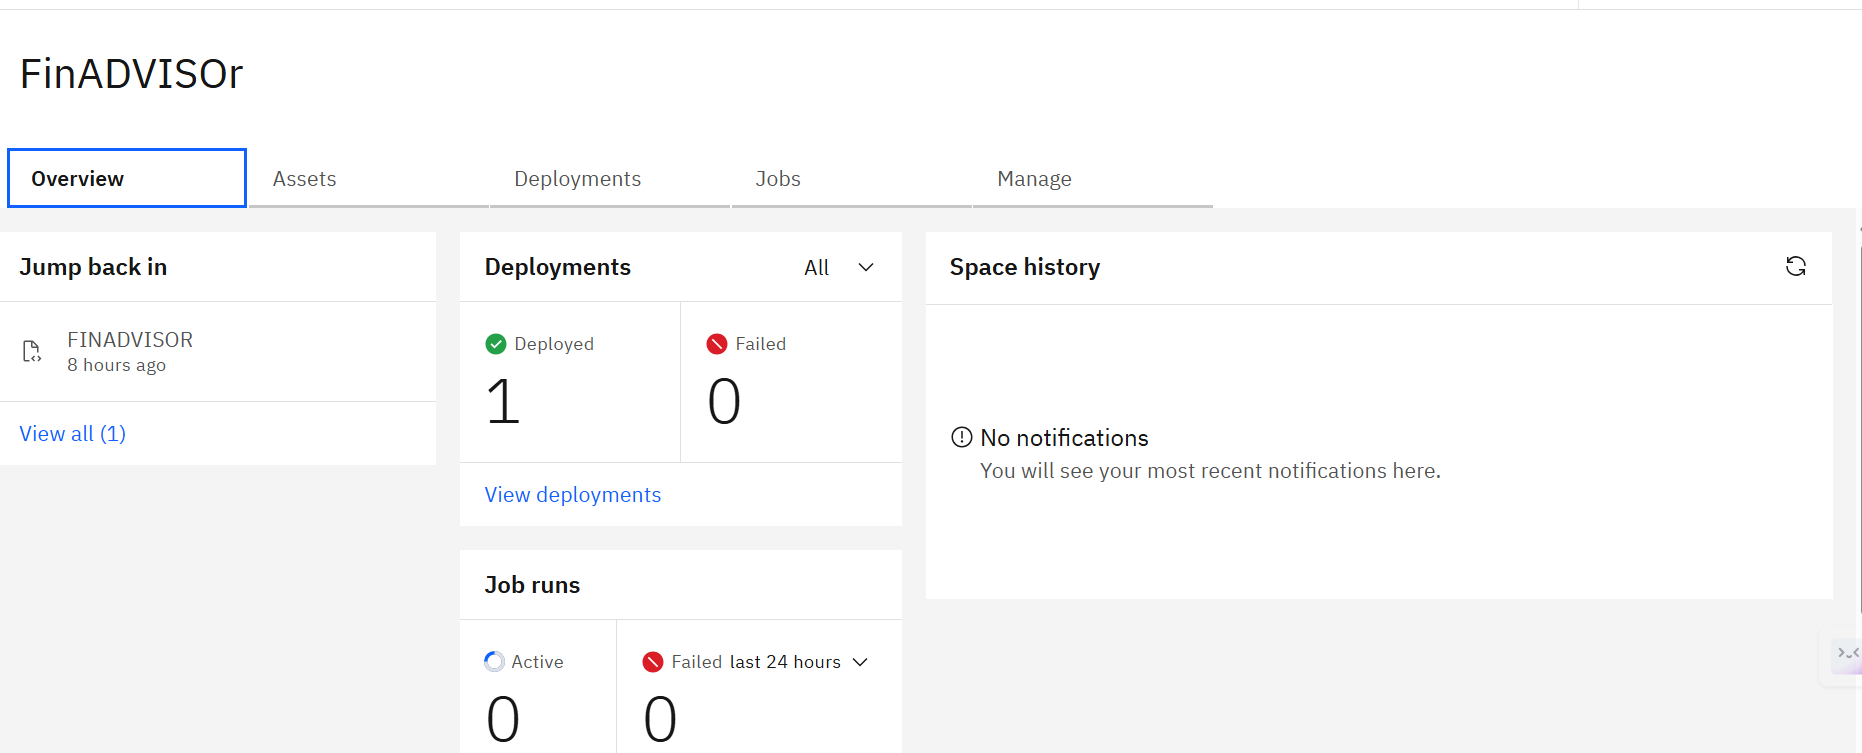 FinADVISOr
Overview
Assets
Deployments
Jobs
Manage
Jump back in
FINADVISOR
8 hours ago
View all (1)
Deployments
All
Deployed
1
Failed
0
View deployments
Job runs
Active
0
Failed last 24 hours
0
Space history
No notifications
You will see your most recent notifications here.